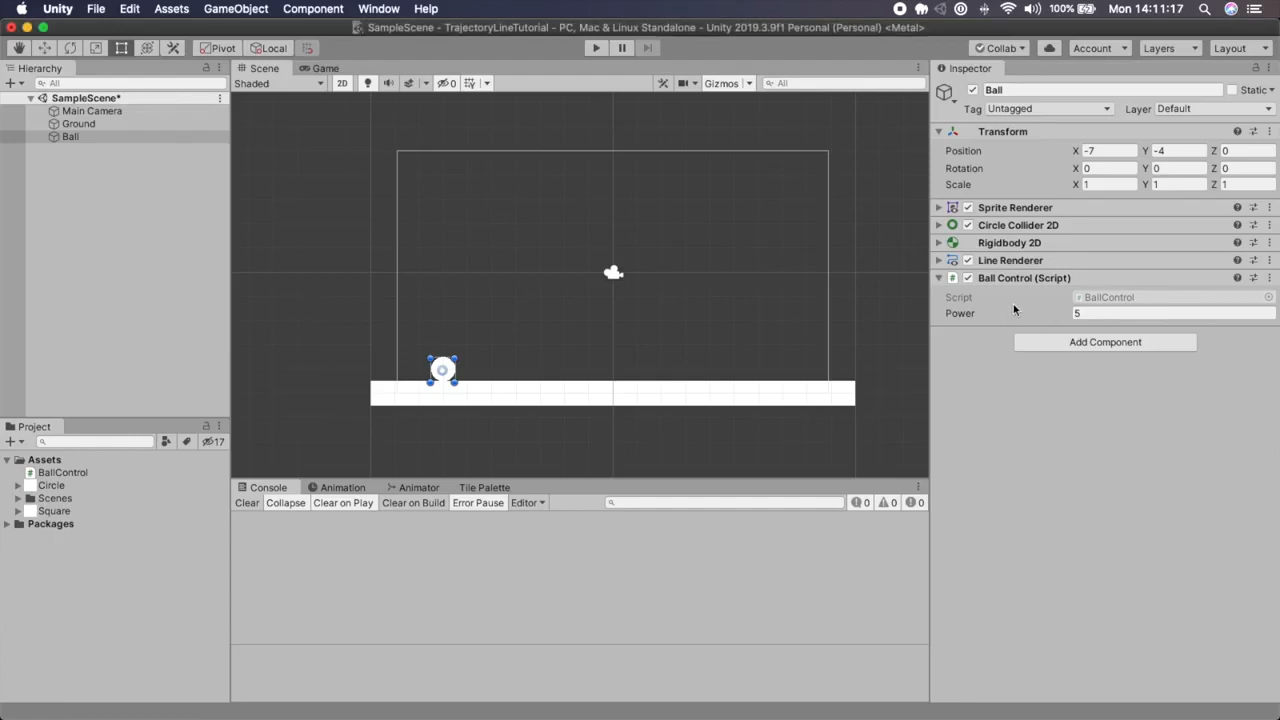 Unity File Edit Assets GameObject Component Window Help 100% Mon 14:11:17
SampleScene - TrajectoryLineTutorial - PC, Mac & Linux Standalone - Unity 2019.3.9f1 Personal (Personal) <Metal>
Pivot Local Collab Account Layers Layout
Hierarchy
All
SampleScene*
Main Camera
Ground
Ball
Scene Game
Shaded 2D 0 Gizmos All
Inspector
Ball Static
Tag Untagged Layer Default
Transform
Position X -7 Y -4 Z 0
Rotation X 0 Y 0 Z 0
Scale X 1 Y 1 Z 1
Sprite Renderer
Circle Collider 2D
Rigidbody 2D
Line Renderer
# Ball Control (Script)
Script BallControl
Power 5
Add Component
Project
17
Assets
# BallControl
Circle
Scenes
Square
Packages
Console Animation Animator Tile Palette
Clear Collapse Clear on Play Clear on Build Error Pause Editor 0 0 0